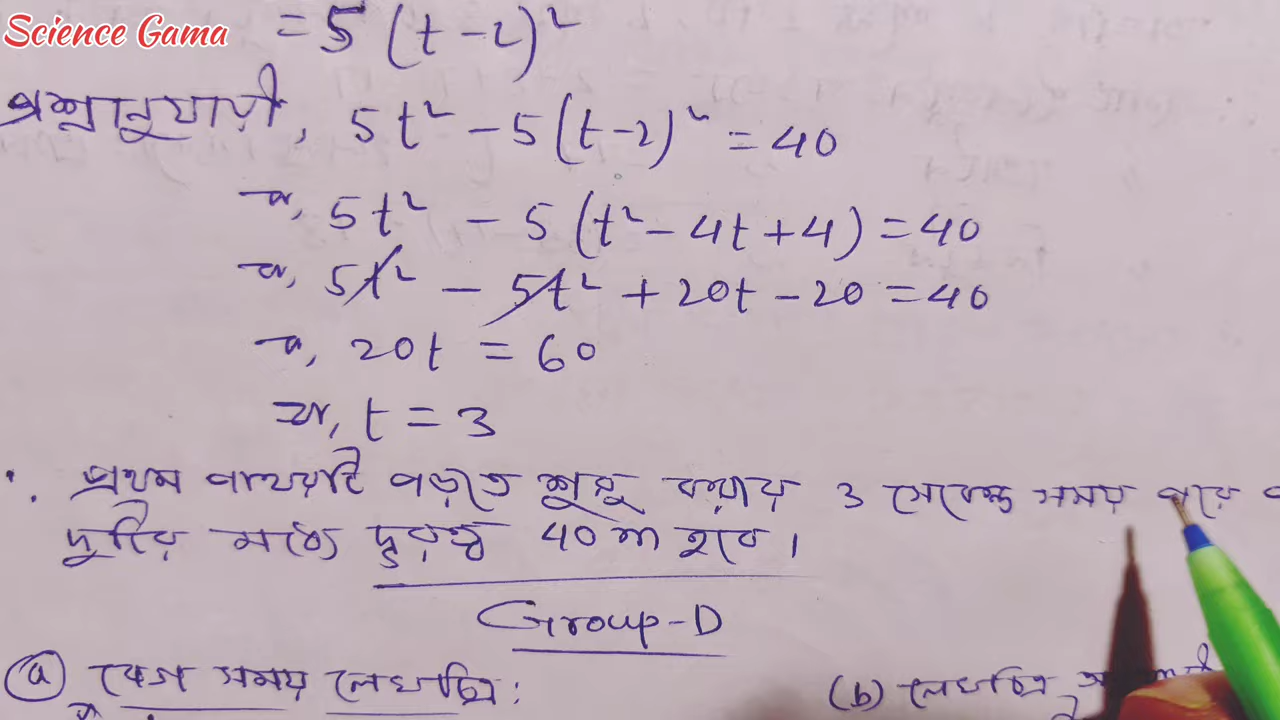 Science Gama
= 5(t-2)²
প্রশ্নানুযায়ী, 5t² - 5(t-2)² = 40
বা, 5t² - 5(t² - 4t + 4) = 40
বা, 5t² - 5t² + 20t - 20 = 40
বা, 20t = 60
বা, t = 3
∴ প্রথম পাথরটি পড়তে শুরু করায় 3 সেকেন্ড সময় পরে
দুটির মধ্যে দূরত্ব 40 m হবে।
Group-D
(a) বেগ সময় লেখচিত্র :
(b) লেখচিত্র